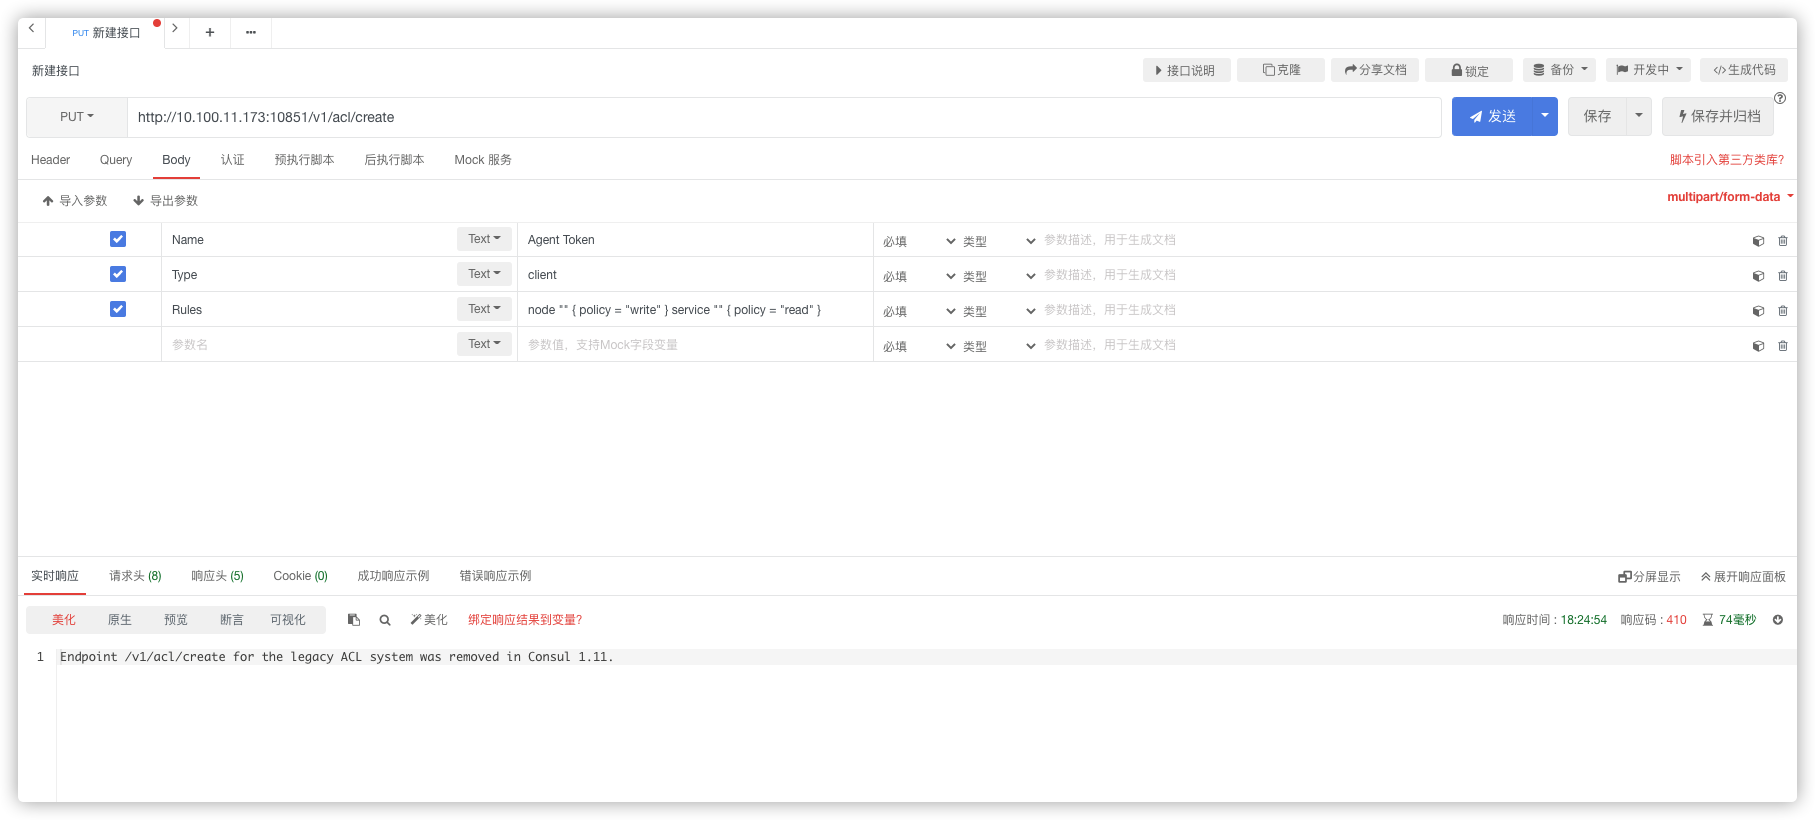 PUT 新建接口
新建接口
接口说明 克隆 分享文档 锁定 备份 开发中 生成代码
PUT http://10.100.11.173:10851/v1/acl/create 发送 保存 保存并归档
Header Query Body 认证 预执行脚本 后执行脚本 Mock 服务 脚本引入第三方类库?
导入参数 导出参数 multipart/form-data
Name Text Agent Token 必填 类型 参数描述，用于生成文档
Type Text client 必填 类型 参数描述，用于生成文档
Rules Text node "" { policy = "write" } service "" { policy = "read" } 必填 类型 参数描述，用于生成文档
参数名 Text 参数值，支持Mock字段变量 必填 类型 参数描述，用于生成文档
实时响应 请求头 (8) 响应头 (5) Cookie (0) 成功响应示例 错误响应示例 分屏显示 展开响应面板
美化 原生 预览 断言 可视化 美化 绑定响应结果到变量? 响应时间 : 18:24:54 响应码 : 410 74毫秒
1 Endpoint /v1/acl/create for the legacy ACL system was removed in Consul 1.11.